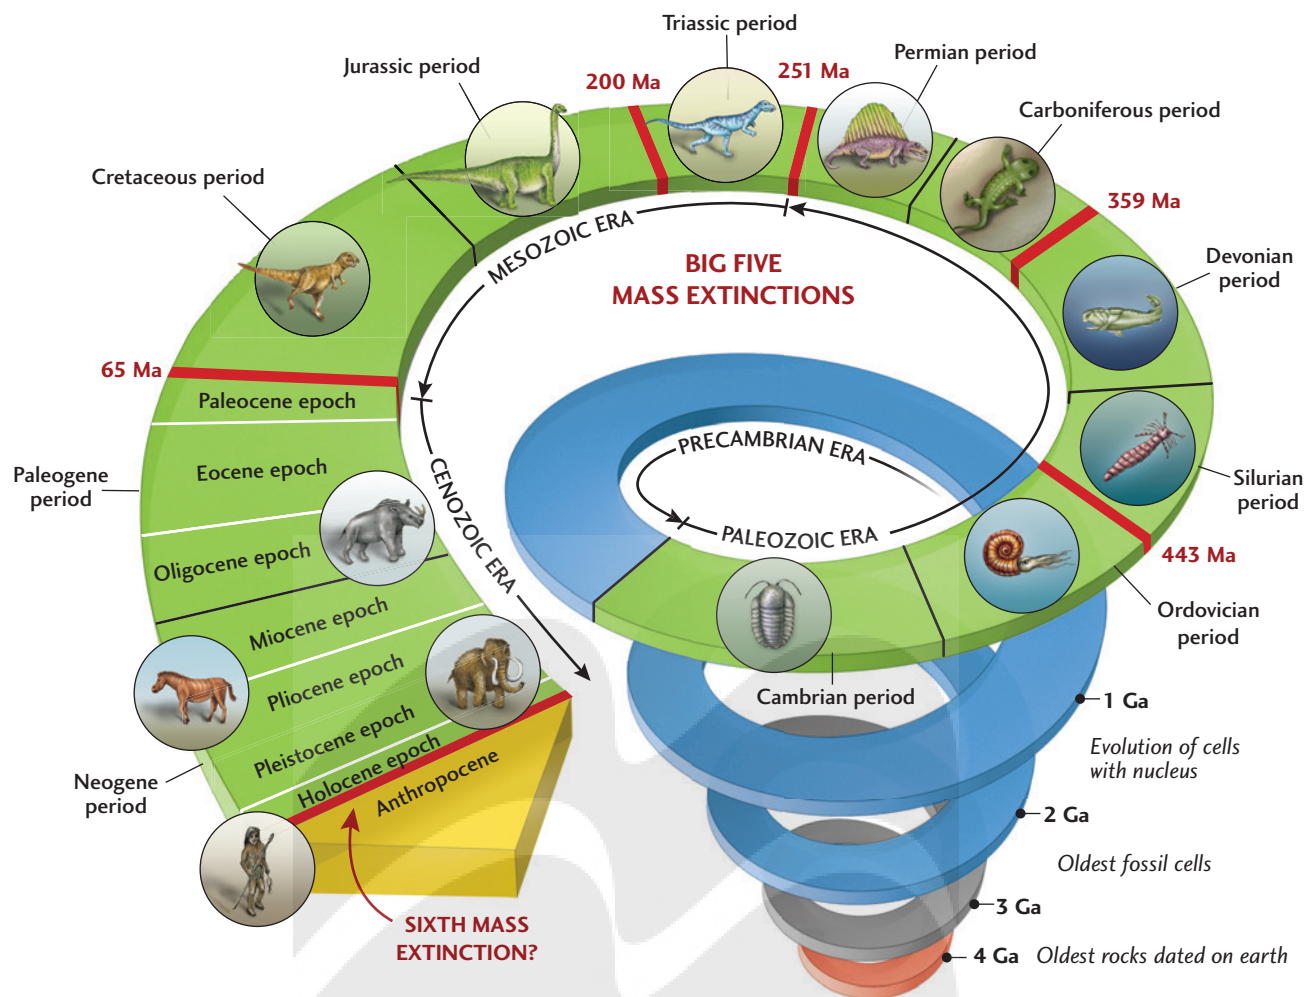 Triassic period
Jurassic period
200 Ma
251 Ma
Permian period
Carboniferous period
Cretaceous period
359 Ma
Devonian
period
MESOZOIC ERA
BIG FIVE
MASS EXTINCTIONS
65 Ma
Paleocene epoch
Eocene epoch
Paleogene
period
Oligocene epoch
CENOZOIC ERA
PRECAMBRIAN ERA
PALEOZOIC ERA
Silurian
period
443 Ma
Ordovician
period
Miocene epoch
Pliocene epoch
Pleistocene epoch
Holocene epoch
Anthropocene
Neogene
period
Cambrian period
1 Ga
Evolution of cells
with nucleus
2 Ga
Oldest fossil cells
3 Ga
4 Ga Oldest rocks dated on earth
SIXTH MASS
EXTINCTION?